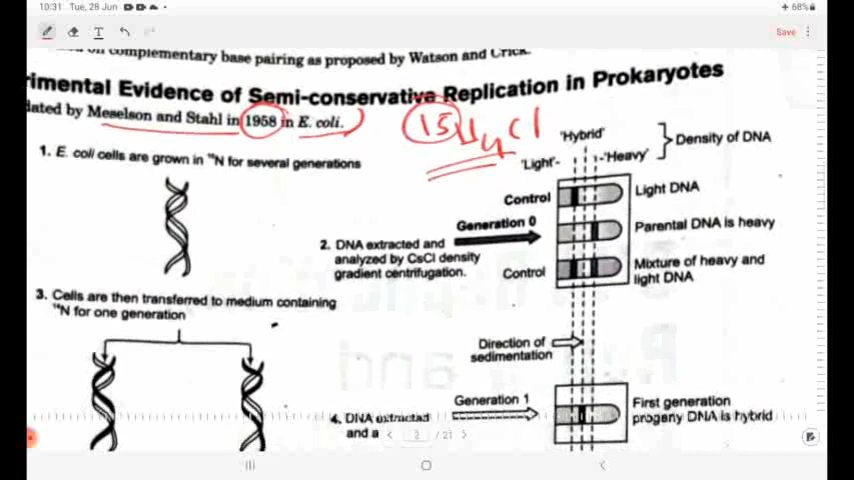 10:31 Tue, 28 Jun
68%
T
Save
on complementary base pairing as proposed by Watson and Crick.
rimental Evidence of Semi-conservative Replication in Prokaryotes
lated by Meselson and Stahl in 1958 in E. coli.
15
Cl
'Hybrid'
'Light'-
-'Heavy'
Density of DNA
1. E. coli cells are grown in ¹⁵N for several generations
Control
Light DNA
Generation 0
Parental DNA is heavy
2. DNA extracted and
analyzed by CsCl density
gradient centrifugation.
Control
Mixture of heavy and
light DNA
3. Cells are then transferred to medium containing
¹⁴N for one generation
Direction of
sedimentation
Generation 1
First generation
progeny DNA is hybrid
4. DNA extracted
and a
2 / 21